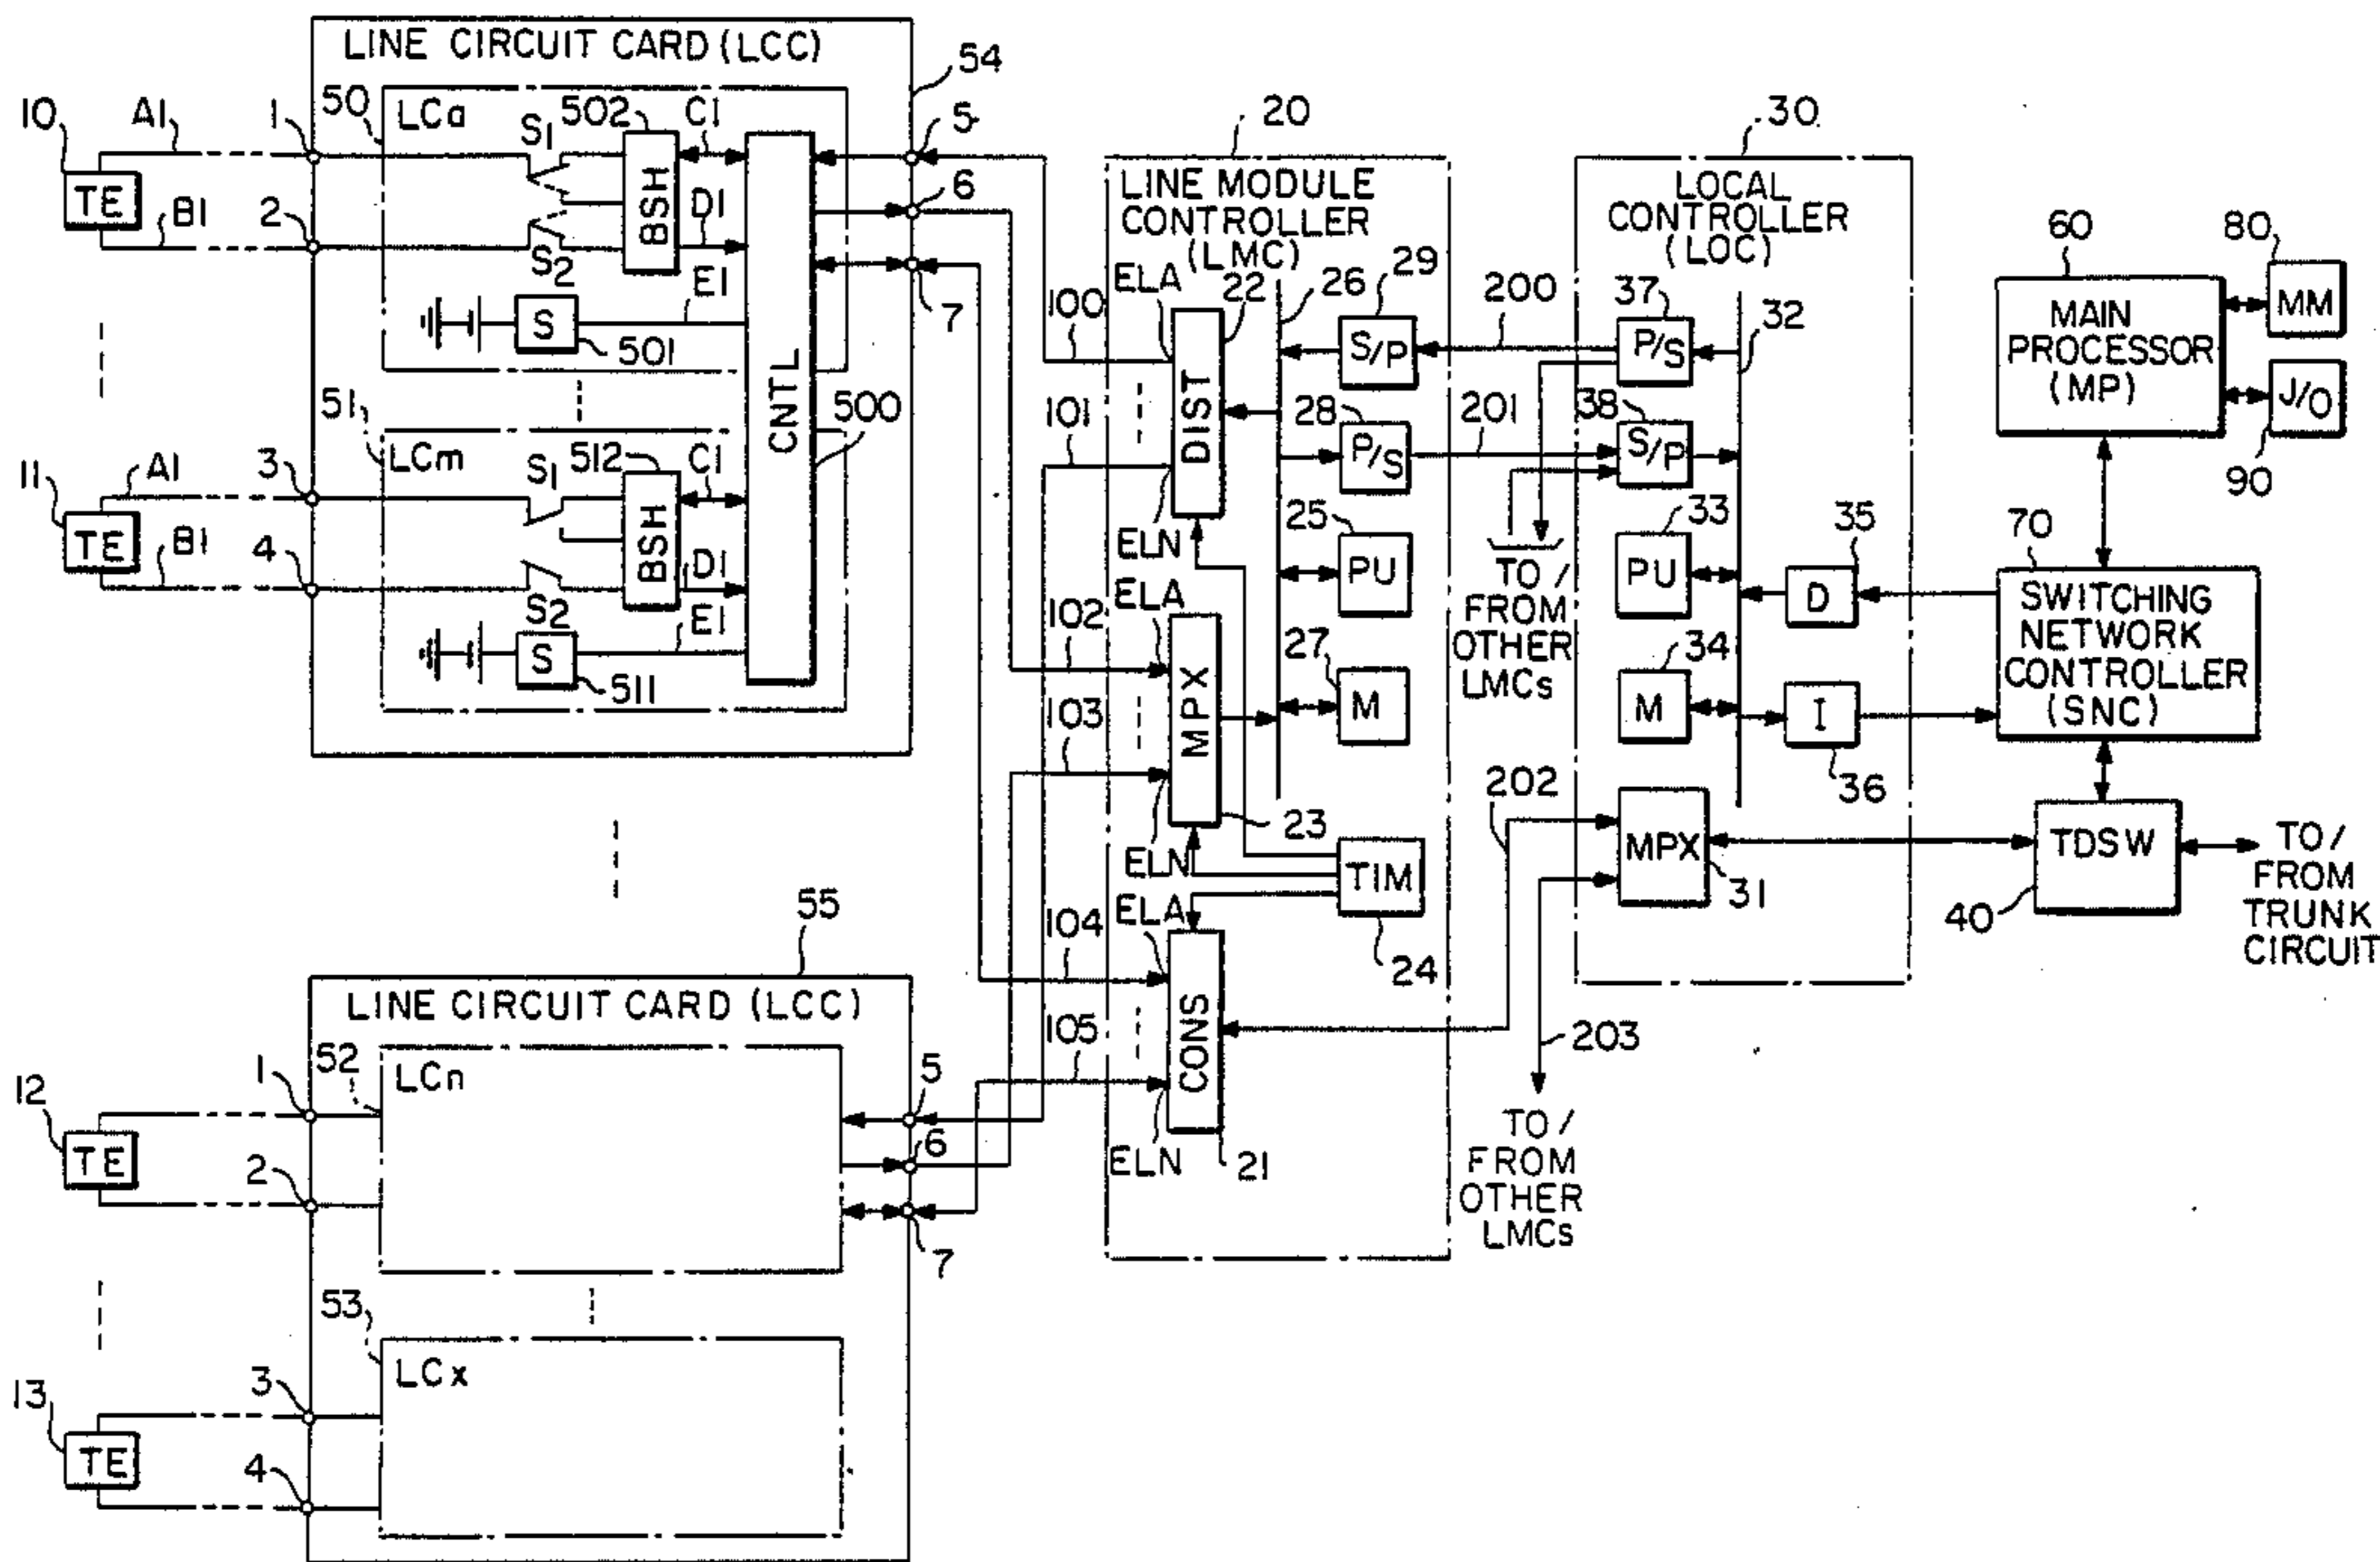 LINE CIRCUIT CARD (LCC)
54
10
A1
1
50
LCa
S1
502
C1
5
TE
BSH
6
B1
2
S2
D1
E1
7
S
501
CNTL
500
51
LCm
11
A1
3
S1
512
C1
TE
BSH
B1
4
S2
D1
E1
S
511
20
LINE MODULE
CONTROLLER
(LMC)
ELA
22
26
29
100
DIST
S/P
101
28
P/S
ELN
25
PU
ELA
102
27
M
103
MPX
23
ELN
TIM
24
104
ELA
105
CONS
ELN
21
200
201
202
203
30
LOCAL
CONTROLLER
(LOC)
37
32
P/S
38
S/P
33
PU
35
D
34
M
I
36
MPX
31
TO /
FROM
OTHER
LMCs
TO /
FROM
OTHER
LMCs
60
MAIN
PROCESSOR
(MP)
80
MM
J/O
90
70
SWITCHING
NETWORK
CONTROLLER
(SNC)
TDSW
40
TO /
FROM
TRUNK
CIRCUIT
55
LINE CIRCUIT CARD (LCC)
12
1
52
LCn
5
TE
6
2
7
53
LCx
13
3
TE
4